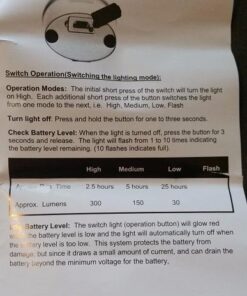 Switch Operation(Switching the lighting mode):
Operation Modes: The initial short press of the switch will turn the light
on High. Each additional short press of the button switches the light
from one mode to the next, i.e. High, Medium, Low, Flash
Turn light off: Press and hold the button for one to three seconds.
Check Battery Level: When the light is turned off, press the button for 3
seconds and release. The light will flash from 1 to 10 times indicating
the battery level remaining. (10 flashes indicates full)
High Medium Low Flash
Time 2.5 hours 5 hours 25 hours
Approx. Lumens 300 150 30
Battery Level: The switch light (operation button) will glow red
when the battery level is low and the light will automatically turn off when
the battery level is too low. This system protects the battery from
damage, but since it draws a small amount of current, and can drain the
battery beyond the minimum voltage for the battery.